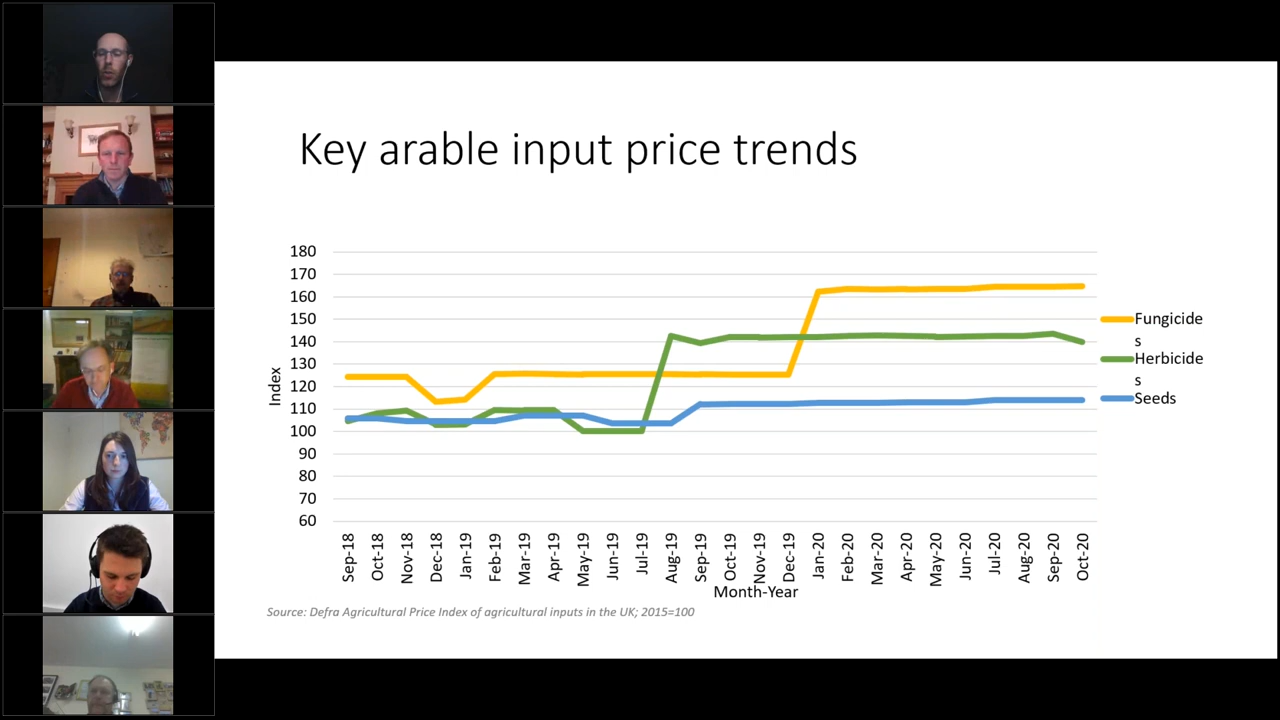 Key arable input price trends
180
170
160
150
140
130
120
110
100
90
80
70
60
Index
Fungicide
s
Herbicide
s
Seeds
Sep-18
Oct-18
Nov-18
Dec-18
Jan-19
Feb-19
Mar-19
Apr-19
May-19
Jun-19
Jul-19
Aug-19
Sep-19
Oct-19
Nov-19
Dec-19
Jan-20
Feb-20
Mar-20
Apr-20
May-20
Jun-20
Jul-20
Aug-20
Sep-20
Oct-20
Month-Year
Source: Defra Agricultural Price Index of agricultural inputs in the UK; 2015=100